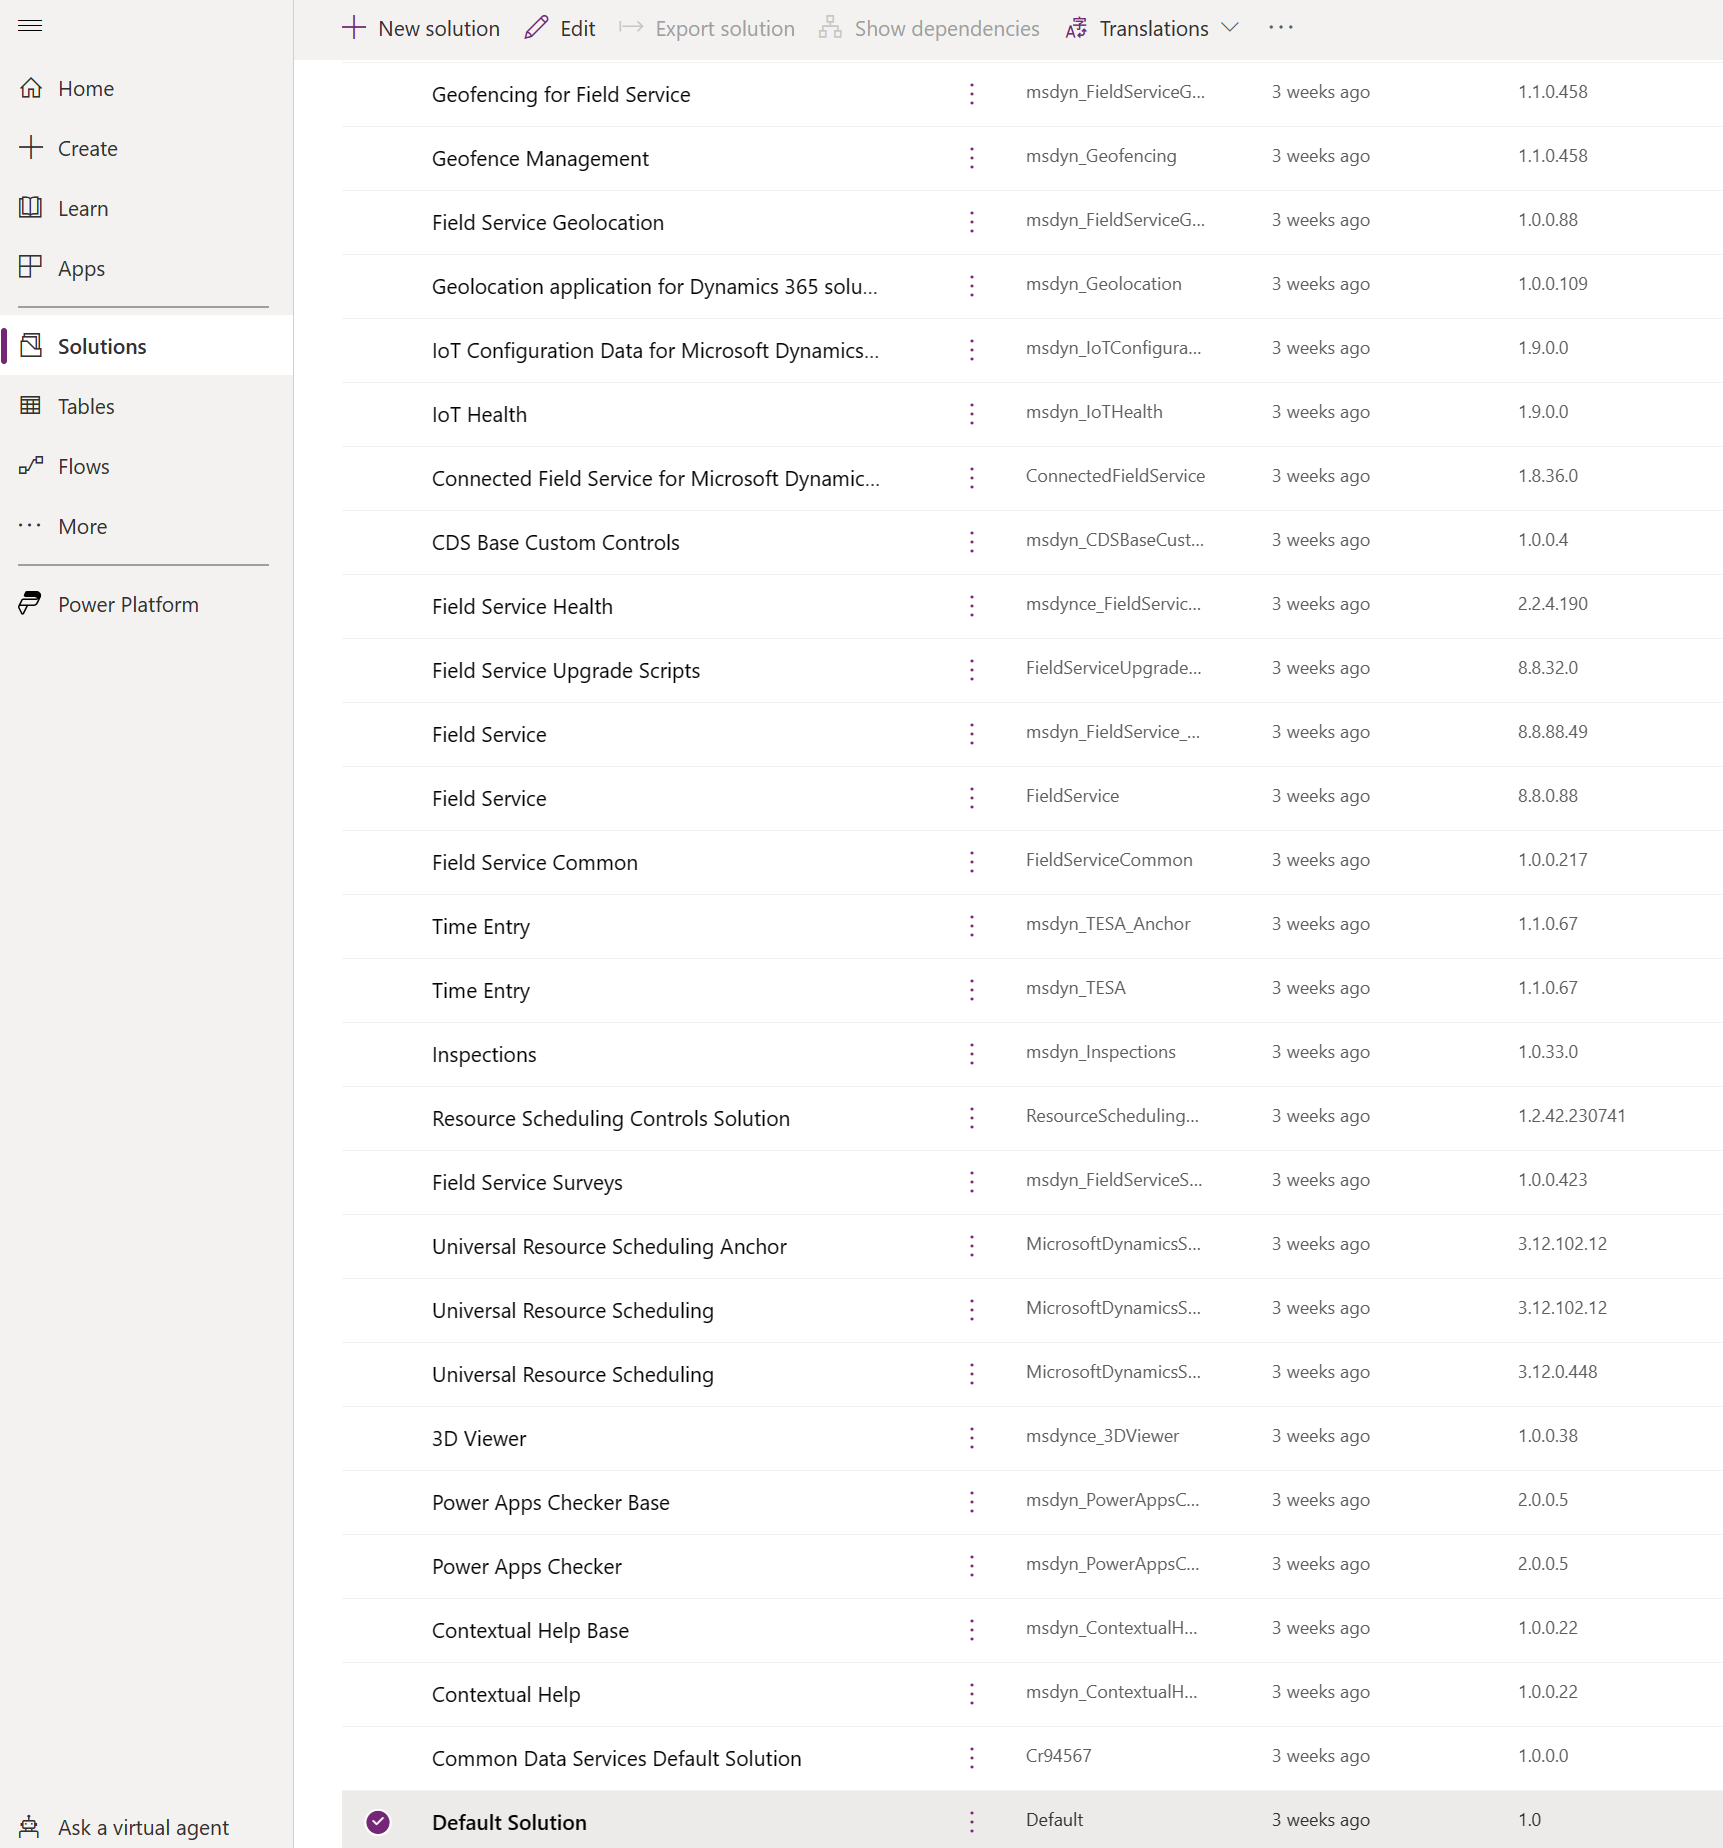 New solution Edit Export solution Show dependencies Translations
Home
Create
Learn
Apps
Solutions
Tables
Flows
More
Power Platform
Ask a virtual agent
Geofencing for Field Service msdyn_FieldServiceG... 3 weeks ago 1.1.0.458
Geofence Management msdyn_Geofencing 3 weeks ago 1.1.0.458
Field Service Geolocation msdyn_FieldServiceG... 3 weeks ago 1.0.0.88
Geolocation application for Dynamics 365 solu... msdyn_Geolocation 3 weeks ago 1.0.0.109
IoT Configuration Data for Microsoft Dynamics... msdyn_IoTConfigura... 3 weeks ago 1.9.0.0
IoT Health msdyn_IoTHealth 3 weeks ago 1.9.0.0
Connected Field Service for Microsoft Dynamic... ConnectedFieldService 3 weeks ago 1.8.36.0
CDS Base Custom Controls msdyn_CDSBaseCust... 3 weeks ago 1.0.0.4
Field Service Health msdynce_FieldServic... 3 weeks ago 2.2.4.190
Field Service Upgrade Scripts FieldServiceUpgrade... 3 weeks ago 8.8.32.0
Field Service msdyn_FieldService_... 3 weeks ago 8.8.88.49
Field Service FieldService 3 weeks ago 8.8.0.88
Field Service Common FieldServiceCommon 3 weeks ago 1.0.0.217
Time Entry msdyn_TESA_Anchor 3 weeks ago 1.1.0.67
Time Entry msdyn_TESA 3 weeks ago 1.1.0.67
Inspections msdyn_Inspections 3 weeks ago 1.0.33.0
Resource Scheduling Controls Solution ResourceScheduling... 3 weeks ago 1.2.42.230741
Field Service Surveys msdyn_FieldServiceS... 3 weeks ago 1.0.0.423
Universal Resource Scheduling Anchor MicrosoftDynamicsS... 3 weeks ago 3.12.102.12
Universal Resource Scheduling MicrosoftDynamicsS... 3 weeks ago 3.12.102.12
Universal Resource Scheduling MicrosoftDynamicsS... 3 weeks ago 3.12.0.448
3D Viewer msdynce_3DViewer 3 weeks ago 1.0.0.38
Power Apps Checker Base msdyn_PowerAppsC... 3 weeks ago 2.0.0.5
Power Apps Checker msdyn_PowerAppsC... 3 weeks ago 2.0.0.5
Contextual Help Base msdyn_ContextualH... 3 weeks ago 1.0.0.22
Contextual Help msdyn_ContextualH... 3 weeks ago 1.0.0.22
Common Data Services Default Solution Cr94567 3 weeks ago 1.0.0.0
Default Solution Default 3 weeks ago 1.0